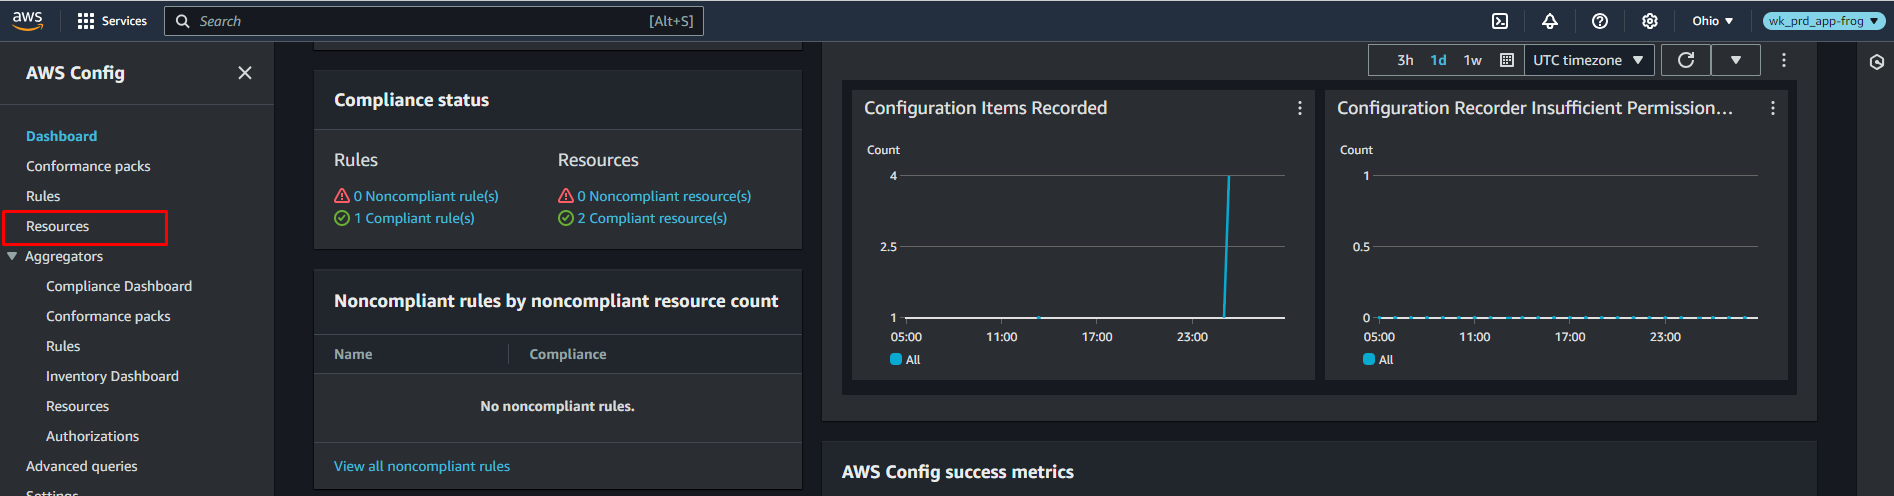 aws
Services
Search
[Alt+S]
Ohio
wk_prd_app-frog
AWS Config
Dashboard
Conformance packs
Rules
Resources
Aggregators
Compliance Dashboard
Conformance packs
Rules
Inventory Dashboard
Resources
Authorizations
Advanced queries
Settings
Compliance status
Rules
0 Noncompliant rule(s)
1 Compliant rule(s)
Resources
0 Noncompliant resource(s)
2 Compliant resource(s)
Noncompliant rules by noncompliant resource count
Name Compliance
No noncompliant rules.
View all noncompliant rules
3h 1d 1w UTC timezone
Configuration Items Recorded
Count
4
2.5
1
05:00 11:00 17:00 23:00
All
Configuration Recorder Insufficient Permission...
Count
1
0.5
0
05:00 11:00 17:00 23:00
All
AWS Config success metrics